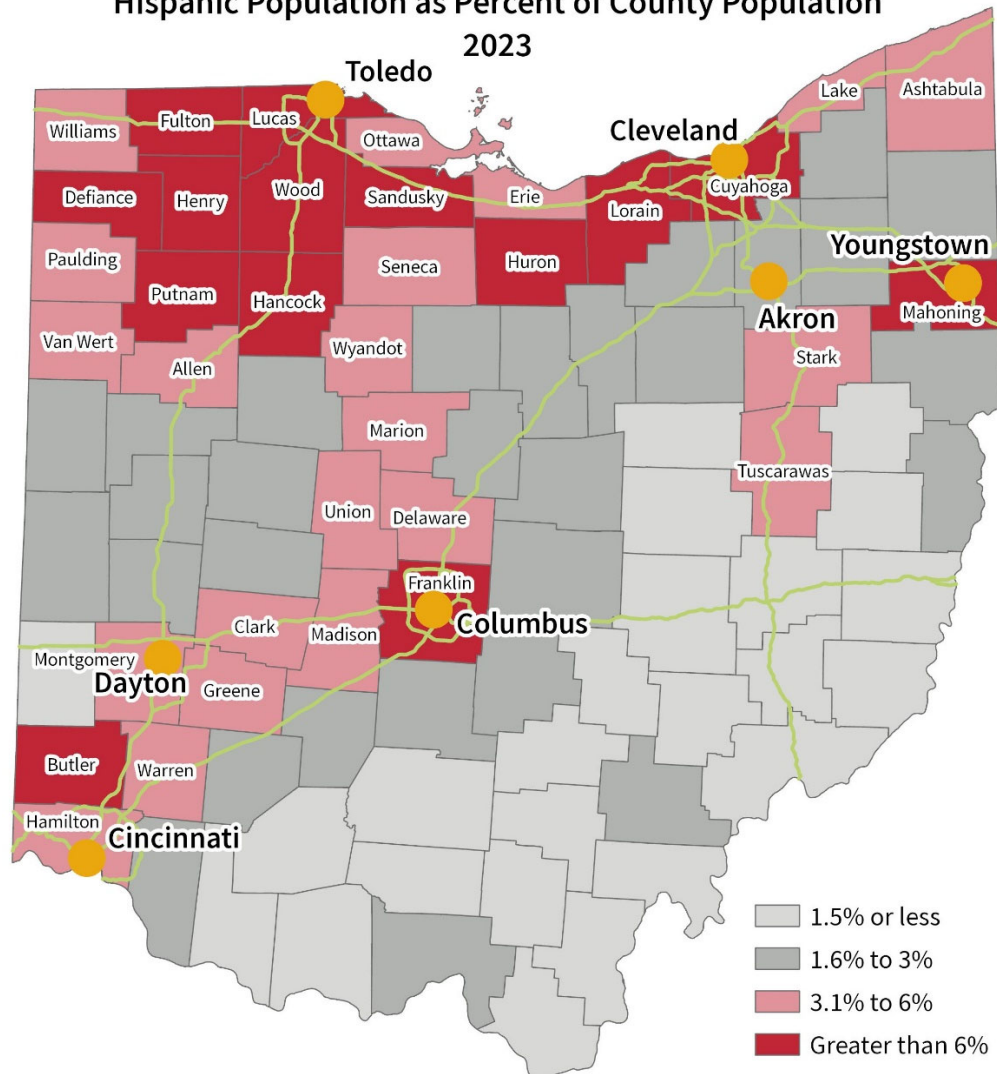 Hispanic Population as Percent of County Population
2023
Toledo
Lake
Ashtabula
Williams
Fulton
Lucas
Ottawa
Cleveland
Cuyahoga
Defiance
Henry
Wood
Sandusky
Erie
Lorain
Paulding
Seneca
Huron
Youngstown
Putnam
Hancock
Akron
Mahoning
Van Wert
Allen
Wyandot
Stark
Marion
Tuscarawas
Union
Delaware
Franklin
Columbus
Clark
Madison
Montgomery
Dayton
Greene
Butler
Warren
Hamilton
Cincinnati
1.5% or less
1.6% to 3%
3.1% to 6%
Greater than 6%